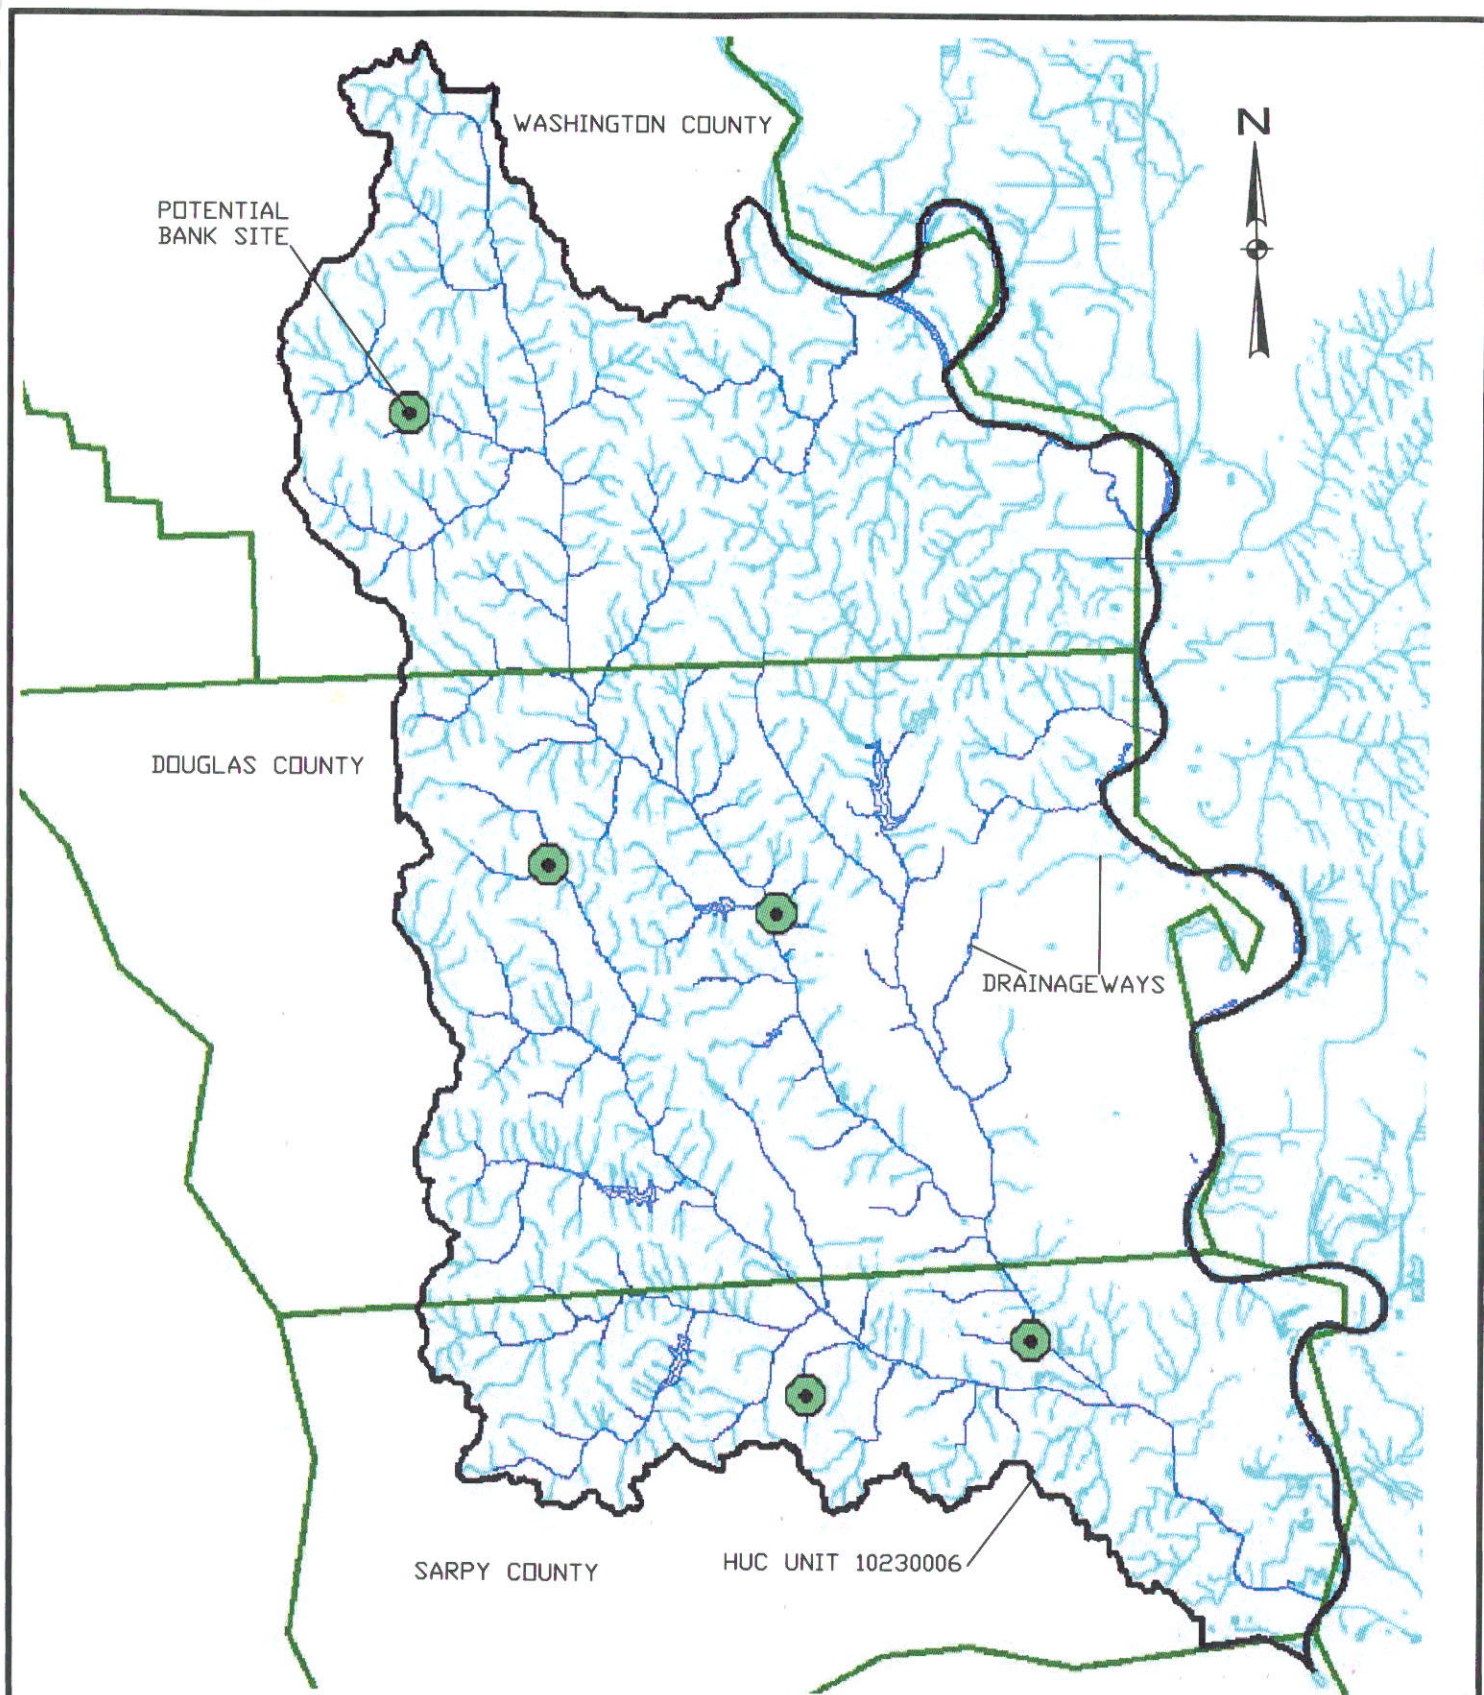 WASHINGTON COUNTY
N
POTENTIAL
BANK SITE
DOUGLAS COUNTY
DRAINAGEWAYS
SARPY COUNTY
HUC UNIT 10230006